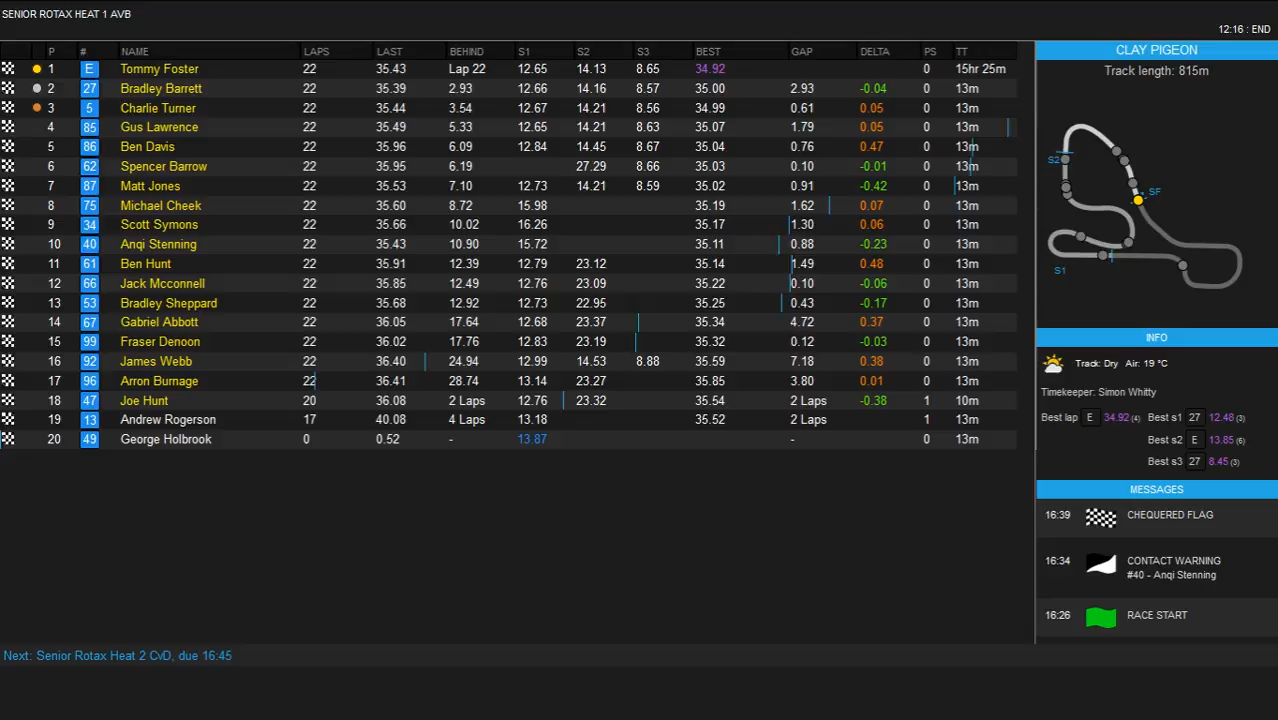 SENIOR ROTAX HEAT 1 AVB
12:16 : END
P # NAME LAPS LAST BEHIND S1 S2 S3 BEST GAP DELTA PS TT
1 E Tommy Foster 22 35.43 Lap 22 12.65 14.13 8.65 34.92 0 15hr 25m
2 27 Bradley Barrett 22 35.39 2.93 12.66 14.16 8.57 35.00 2.93 -0.04 0 13m
3 5 Charlie Turner 22 35.44 3.54 12.67 14.21 8.56 34.99 0.61 0.05 0 13m
4 85 Gus Lawrence 22 35.49 5.33 12.65 14.21 8.63 35.07 1.79 0.05 0 13m
5 86 Ben Davis 22 35.96 6.09 12.84 14.45 8.67 35.04 0.76 0.47 0 13m
6 62 Spencer Barrow 22 35.95 6.19 27.29 8.66 35.03 0.10 -0.01 0 13m
7 87 Matt Jones 22 35.53 7.10 12.73 14.21 8.59 35.02 0.91 -0.42 0 13m
8 75 Michael Cheek 22 35.60 8.72 15.98 35.19 1.62 0.07 0 13m
9 34 Scott Symons 22 35.66 10.02 16.26 35.17 1.30 0.06 0 13m
10 40 Anqi Stenning 22 35.43 10.90 15.72 35.11 0.88 -0.23 0 13m
11 61 Ben Hunt 22 35.91 12.39 12.79 23.12 35.14 1.49 0.48 0 13m
12 66 Jack Mcconnell 22 35.85 12.49 12.76 23.09 35.22 0.10 -0.06 0 13m
13 53 Bradley Sheppard 22 35.68 12.92 12.73 22.95 35.25 0.43 -0.17 0 13m
14 67 Gabriel Abbott 22 36.05 17.64 12.68 23.37 35.34 4.72 0.37 0 13m
15 99 Fraser Denoon 22 36.02 17.76 12.83 23.19 35.32 0.12 -0.03 0 13m
16 92 James Webb 22 36.40 24.94 12.99 14.53 8.88 35.59 7.18 0.38 0 13m
17 96 Arron Burnage 22 36.41 28.74 13.14 23.27 35.85 3.80 0.01 0 13m
18 47 Joe Hunt 20 36.08 2 Laps 12.76 23.32 35.54 2 Laps -0.38 1 10m
19 13 Andrew Rogerson 17 40.08 4 Laps 13.18 35.52 2 Laps 1 13m
20 49 George Holbrook 0 0.52 - 13.87 - 0 13m
Next: Senior Rotax Heat 2 CvD, due 16:45
CLAY PIGEON
Track length: 815m
S2
SF
S1
INFO
Track: Dry Air: 19 °C
Timekeeper: Simon Whitty
Best lap E 34.92 (4) Best s1 27 12.48 (3)
Best s2 E 13.85 (6)
Best s3 27 8.45 (3)
MESSAGES
16:39 CHEQUERED FLAG
16:34 CONTACT WARNING
#40 - Anqi Stenning
16:26 RACE START